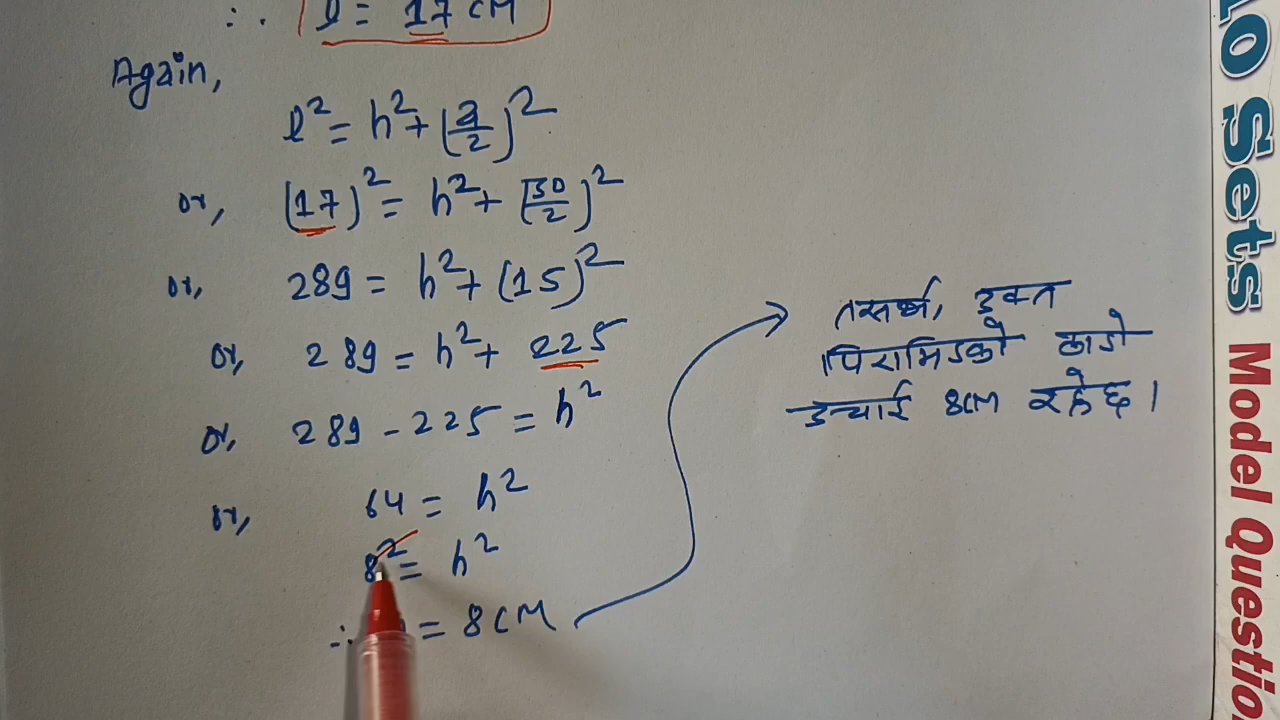 ∴ l = 17 CM
Again,
l² = h² + (a/2)²
or, (17)² = h² + (30/2)²
or, 289 = h² + (15)²
or, 289 = h² + 225
or, 289 - 225 = h²
or, 64 = h²
8² = h²
∴ = 8 CM
तसर्थ, उक्त
पिरामिडको ठाडो
उचाई 8CM रहेछ ।
10 Sets Model Questio